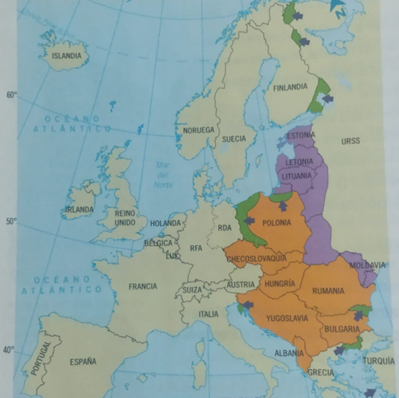 ISLANDIA
60°
OCEANO
ATLÁNTICO
FINLANDIA
NORUEGA
SUECIA
URSS
ESTONIA
LETONIA
LITUANIA
Mar
del
Norte
IRLANDA
REINO
UNIDO
50°
HOLANDA
BÉLGICA
LUX.
RFA
RDA
POLONIA
CHECOSLOVAQUIA
MOLDAVIA
OCEANO
ATLÁNTICO
FRANCIA
SUIZA
AUSTRIA
HUNGRÍA
RUMANIA
ITALIA
YUGOSLAVIA
BULGARIA
40°
PORTUGAL
ESPAÑA
ALBANIA
GRECIA
TURQUÍA